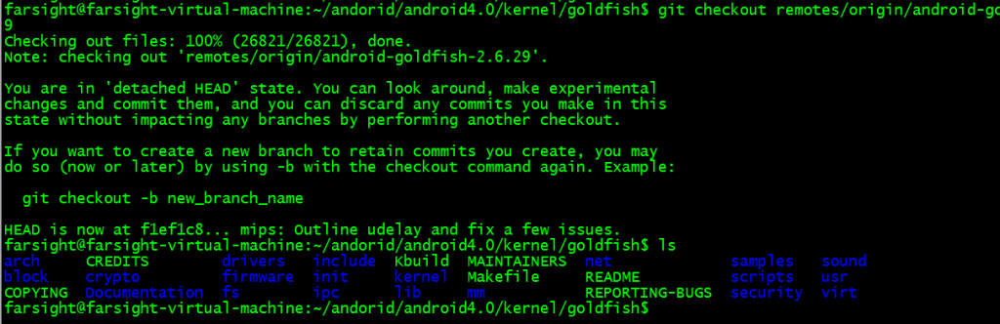 farsight@farsight-virtual-machine:~/andorid/android4.0/kernel/goldfish$ git checkout remotes/origin/android-go
9
Checking out files: 100% (26821/26821), done.
Note: checking out 'remotes/origin/android-goldfish-2.6.29'.
You are in 'detached HEAD' state. You can look around, make experimental
changes and commit them, and you can discard any commits you make in this
state without impacting any branches by performing another checkout.
If you want to create a new branch to retain commits you create, you may
do so (now or later) by using -b with the checkout command again. Example:
git checkout -b new_branch_name
HEAD is now at f1ef1c8... mips: Outline udelay and fix a few issues.
farsight@farsight-virtual-machine:~/andorid/android4.0/kernel/goldfish$ ls
arch CREDITS drivers include Kbuild MAINTAINERS net samples sound
block crypto firmware init kernel Makefile README scripts usr
COPYING Documentation fs ipc lib mm REPORTING-BUGS security virt
farsight@farsight-virtual-machine:~/andorid/android4.0/kernel/goldfish$